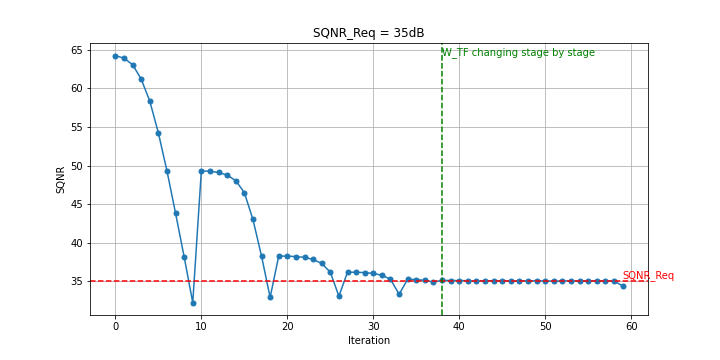 SQNR_Req = 35dB
W_TF changing stage by stage
65
60
55
50
45
40
35
SQNR
SQNR_Req
0
10
20
30
40
50
60
Iteration